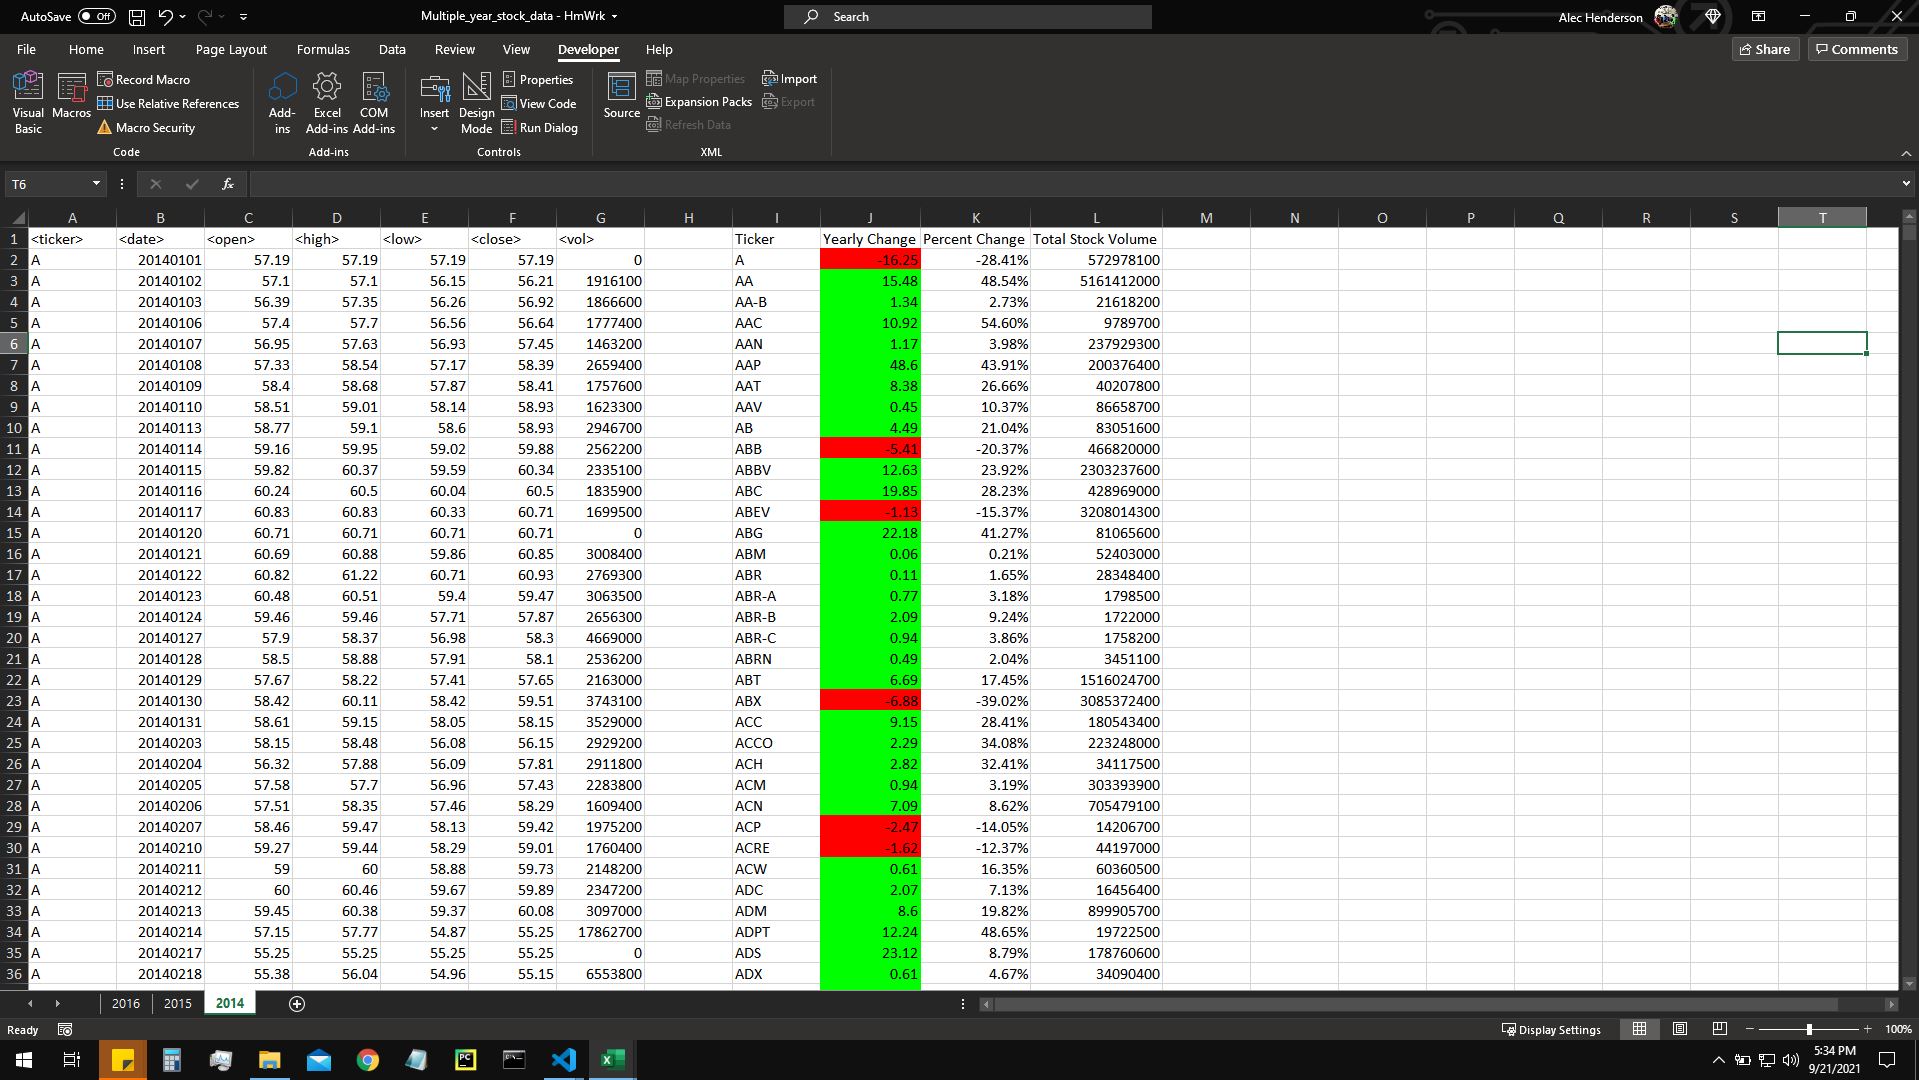 AutoSave Off Multiple_year_stock_data - HmWrk Search Alec Henderson
File Home Insert Page Layout Formulas Data Review View Developer Help Share Comments
Visual Basic Macros Record Macro Use Relative References Macro Security Code
Add-ins Excel Add-ins COM Add-ins Add-ins
Insert Design Mode Properties View Code Run Dialog Controls
Source Map Properties Expansion Packs Refresh Data Import Export XML
T6 fx
A B C D E F G H I J K L M N O P Q R S T
1 <ticker> <date> <open> <high> <low> <close> <vol> Ticker Yearly Change Percent Change Total Stock Volume
2 A 20140101 57.19 57.19 57.19 57.19 0 A -16.25 -28.41% 572978100
3 A 20140102 57.1 57.1 56.15 56.21 1916100 AA 15.48 48.54% 5161412000
4 A 20140103 56.39 57.35 56.26 56.92 1866600 AA-B 1.34 2.73% 21618200
5 A 20140106 57.4 57.7 56.56 56.64 1777400 AAC 10.92 54.60% 9789700
6 A 20140107 56.95 57.63 56.93 57.45 1463200 AAN 1.17 3.98% 237929300
7 A 20140108 57.33 58.54 57.17 58.39 2659400 AAP 48.6 43.91% 200376400
8 A 20140109 58.4 58.68 57.87 58.41 1757600 AAT 8.38 26.66% 40207800
9 A 20140110 58.51 59.01 58.14 58.93 1623300 AAV 0.45 10.37% 86658700
10 A 20140113 58.77 59.1 58.6 58.93 2946700 AB 4.49 21.04% 83051600
11 A 20140114 59.16 59.95 59.02 59.88 2562200 ABB -5.41 -20.37% 466820000
12 A 20140115 59.82 60.37 59.59 60.34 2335100 ABBV 12.63 23.92% 2303237600
13 A 20140116 60.24 60.5 60.04 60.5 1835900 ABC 19.85 28.23% 428969000
14 A 20140117 60.83 60.83 60.33 60.71 1699500 ABEV -1.13 -15.37% 3208014300
15 A 20140120 60.71 60.71 60.71 60.71 0 ABG 22.18 41.27% 81065600
16 A 20140121 60.69 60.88 59.86 60.85 3008400 ABM 0.06 0.21% 52403000
17 A 20140122 60.82 61.22 60.71 60.93 2769300 ABR 0.11 1.65% 28348400
18 A 20140123 60.48 60.51 59.4 59.47 3063500 ABR-A 0.77 3.18% 1798500
19 A 20140124 59.46 59.46 57.71 57.87 2656300 ABR-B 2.09 9.24% 1722000
20 A 20140127 57.9 58.37 56.98 58.3 4669000 ABR-C 0.94 3.86% 1758200
21 A 20140128 58.5 58.88 57.91 58.1 2536200 ABRN 0.49 2.04% 3451100
22 A 20140129 57.67 58.22 57.41 57.65 2163000 ABT 6.69 17.45% 1516024700
23 A 20140130 58.42 60.11 58.42 59.51 3743100 ABX -6.88 -39.02% 3085372400
24 A 20140131 58.61 59.15 58.05 58.15 3529000 ACC 9.15 28.41% 180543400
25 A 20140203 58.15 58.48 56.08 56.15 2929200 ACCO 2.29 34.08% 223248000
26 A 20140204 56.32 57.88 56.09 57.81 2911800 ACH 2.82 32.41% 34117500
27 A 20140205 57.58 57.7 56.96 57.43 2283800 ACM 0.94 3.19% 303393900
28 A 20140206 57.51 58.35 57.46 58.29 1609400 ACN 7.09 8.62% 705479100
29 A 20140207 58.46 59.47 58.13 59.42 1975200 ACP -2.47 -14.05% 14206700
30 A 20140210 59.27 59.44 58.29 59.01 1760400 ACRE -1.62 -12.37% 44197000
31 A 20140211 59 60 58.88 59.73 2148200 ACW 0.61 16.35% 60360500
32 A 20140212 60 60.46 59.67 59.89 2347200 ADC 2.07 7.13% 16456400
33 A 20140213 59.45 60.38 59.37 60.08 3097000 ADM 8.6 19.82% 899905700
34 A 20140214 57.15 57.77 54.87 55.25 17862700 ADPT 12.24 48.65% 19722500
35 A 20140217 55.25 55.25 55.25 55.25 0 ADS 23.12 8.79% 178760600
36 A 20140218 55.38 56.04 54.96 55.15 6553800 ADX 0.61 4.67% 34090400
2016 2015 2014
Ready Display Settings 100%
PC
5:34 PM
9/21/2021